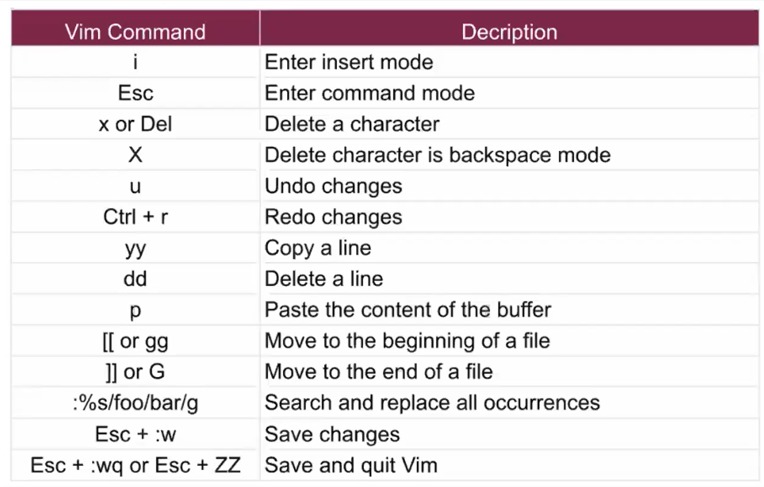 Vim Command Decription
i Enter insert mode
Esc Enter command mode
x or Del Delete a character
X Delete character is backspace mode
u Undo changes
Ctrl + r Redo changes
yy Copy a line
dd Delete a line
p Paste the content of the buffer
[[ or gg Move to the beginning of a file
]] or G Move to the end of a file
:%s/foo/bar/g Search and replace all occurrences
Esc + :w Save changes
Esc + :wq or Esc + ZZ Save and quit Vim